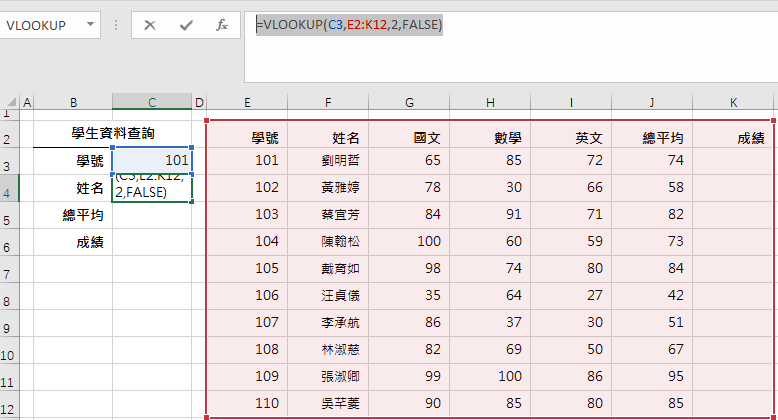 VLOOKUP =VLOOKUP(C3,E2:K12,2,FALSE)
A B C D E F G H I J K
1
2 學生資料查詢 學號 姓名 國文 數學 英文 總平均 成績
3 學號 101 101 劉明哲 65 85 72 74
4 姓名 (C3,E2:K12,2,FALSE) 102 黃雅婷 78 30 66 58
5 總平均 103 蔡宜芳 84 91 71 82
6 成績 104 陳翰松 100 60 59 73
7 105 戴育如 98 74 80 84
8 106 汪貞儀 35 64 27 42
9 107 李承航 86 37 30 51
10 108 林淑慈 82 69 50 67
11 109 張淑卿 99 100 86 95
12 110 吳芊菱 90 85 80 85